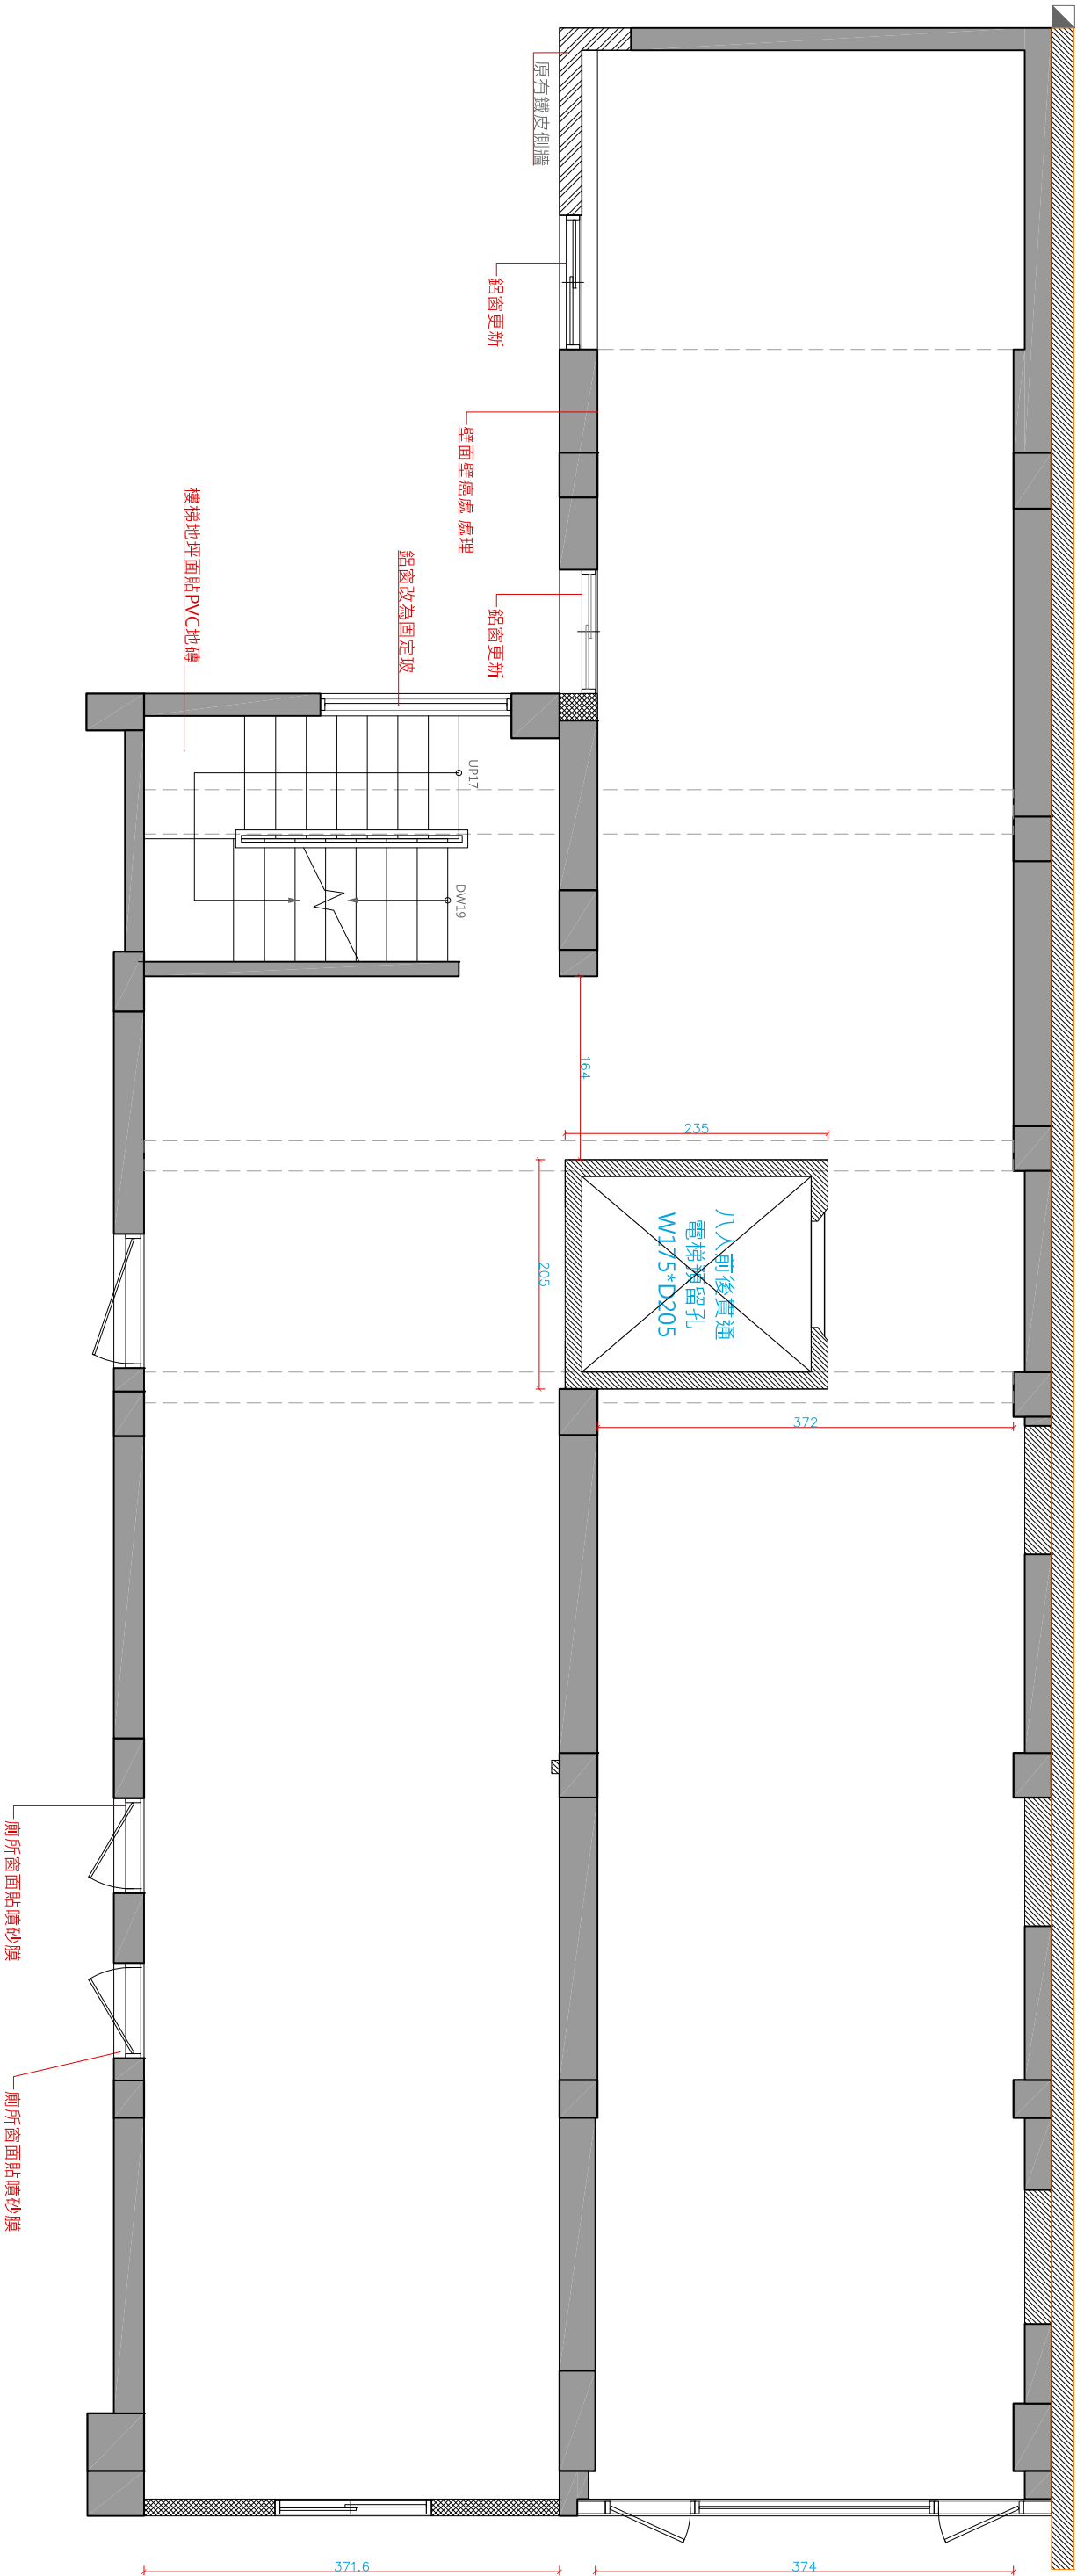 原有鐵皮側牆
鋁窗更新
壁面壁癌處 處理
樓梯地坪面貼PVC地磚
鋁窗改為固定玻
鋁窗更新
UP17
DW19
164
235
八人前後貫通
電梯預留孔
W175*D205
205
372
廁所窗面貼噴砂膜
廁所窗面貼噴砂膜
371.6
374